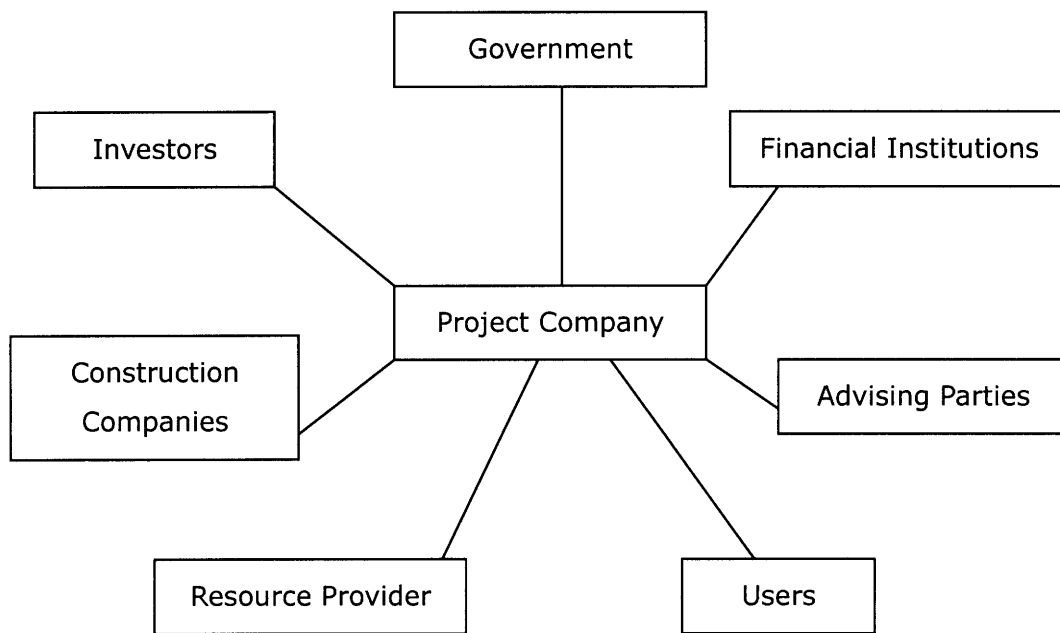 Government
Investors
Financial Institutions
Project Company
Construction
Companies
Advising Parties
Resource Provider
Users